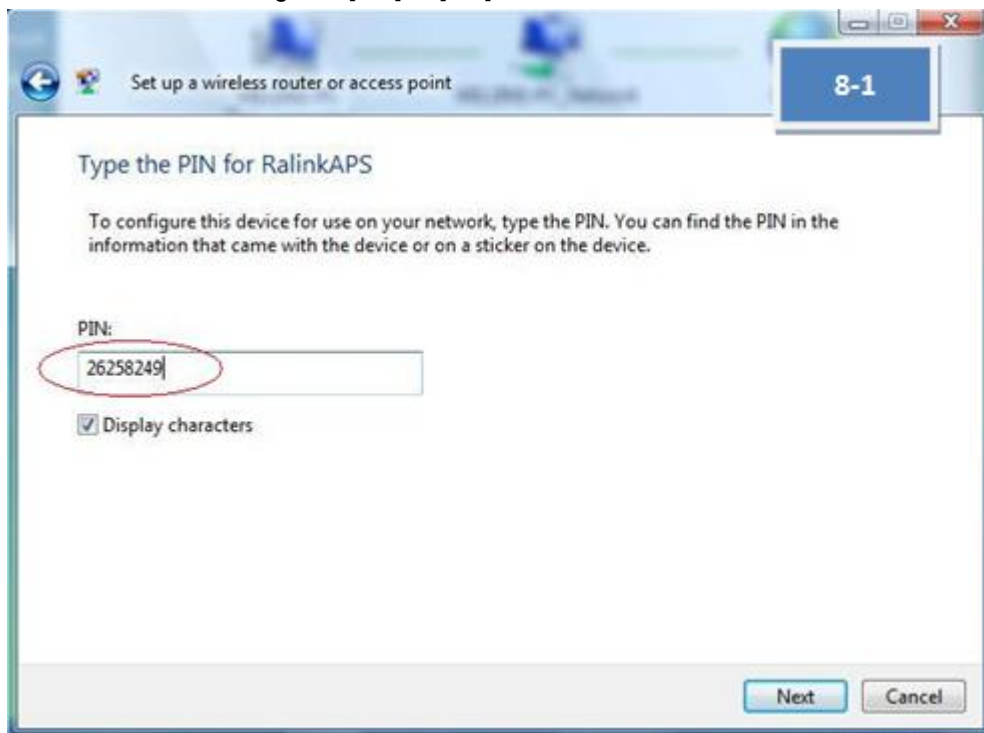 Set up a wireless router or access point
8-1
Type the PIN for RalinkAPS
To configure this device for use on your network, type the PIN. You can find the PIN in the
information that came with the device or on a sticker on the device.
PIN:
26258249
Display characters
Next Cancel